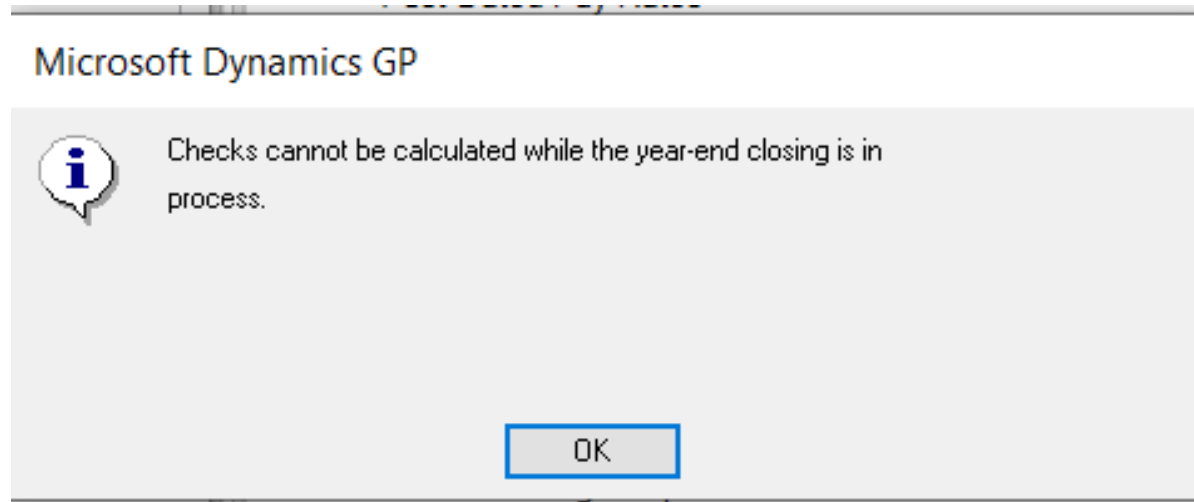 Microsoft Dynamics GP
Checks cannot be calculated while the year-end closing is in
process.
OK